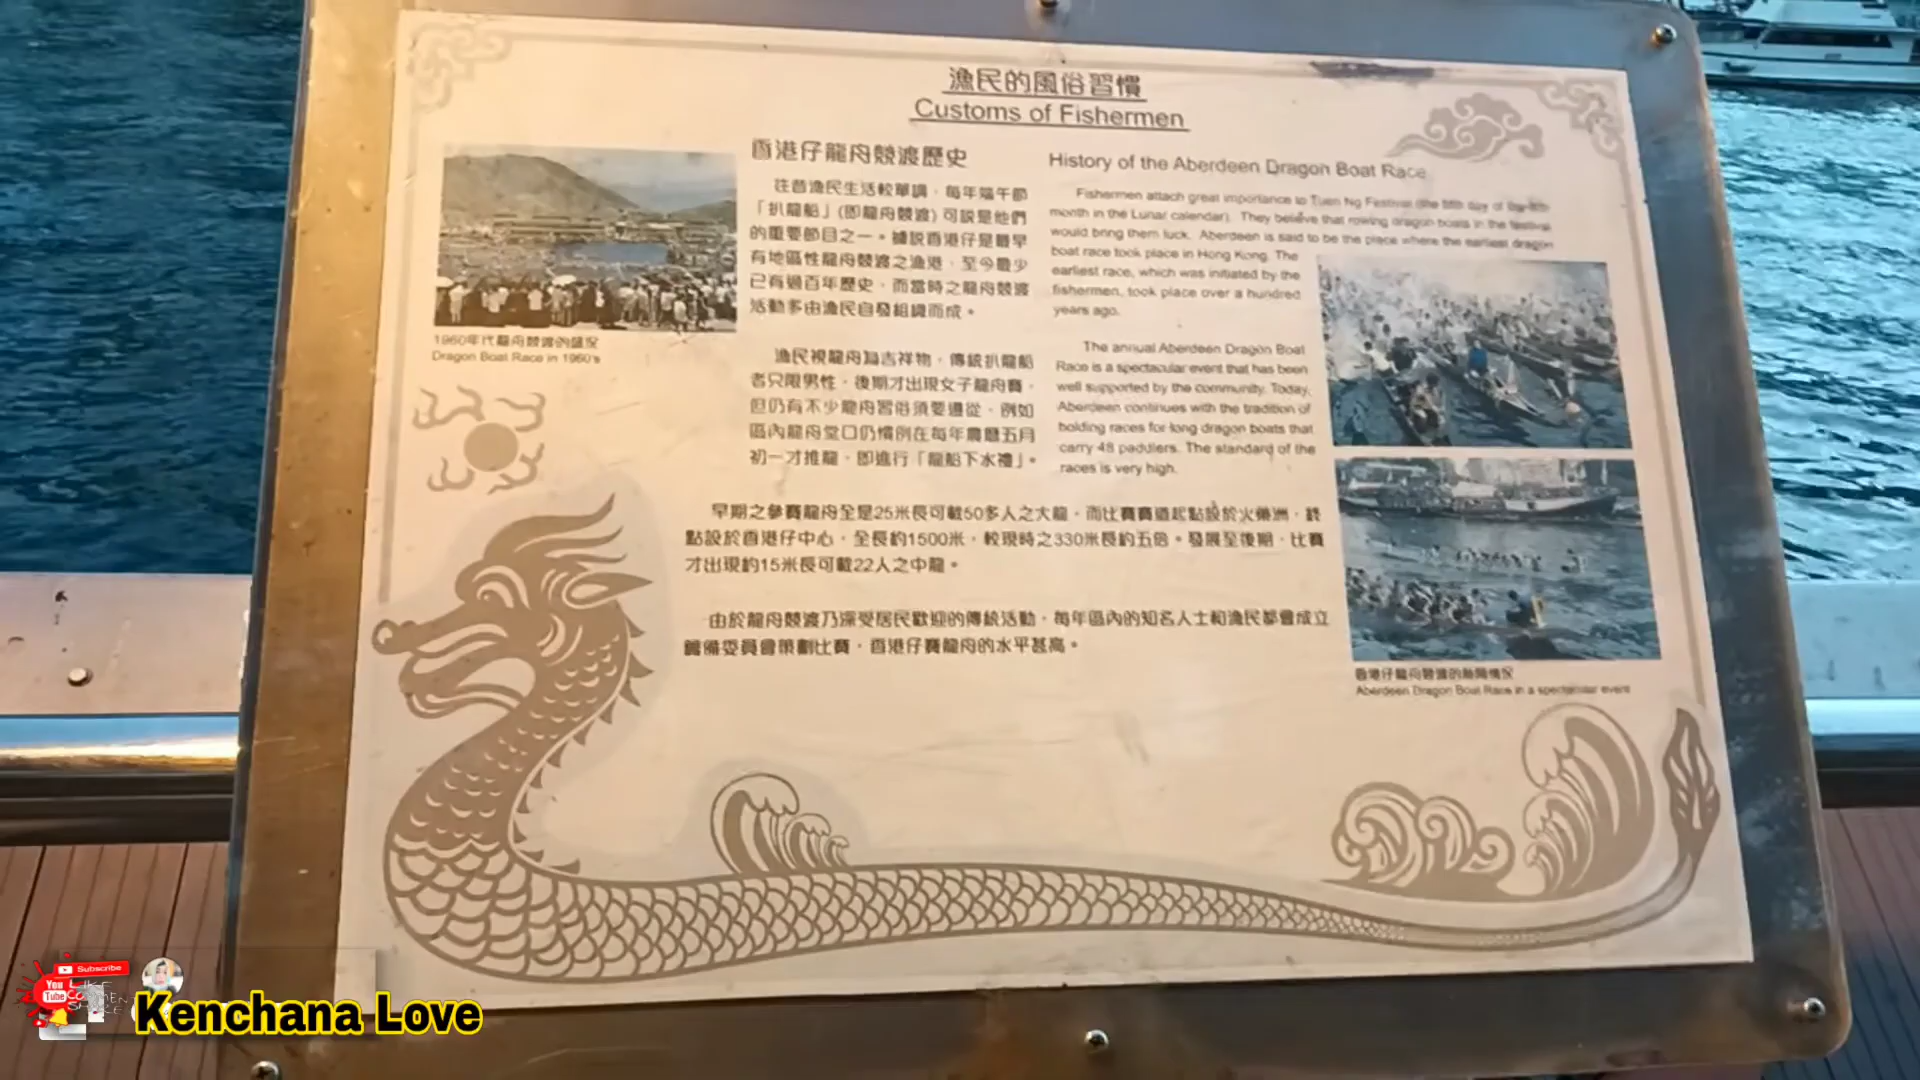 漁民的風俗習慣
Customs of Fishermen
香港仔龍舟競渡歷史
往昔漁民生活較單調，每年端午節
「扒龍船」(即龍舟競渡) 可說是他們
的重要節目之一。據說香港仔是最早
有地區性龍舟競渡之漁港，至今最少
已有過百年歷史，而當時之龍舟競渡
活動多由漁民自發組織而成。
漁民視龍舟為吉祥物，傳統扒龍船
者只限男性，後期才出現女子龍舟賽，
但仍有不少龍舟習俗須要遵從，例如
區內龍舟堂口仍慣例在每年農曆五月
初一才推龍，即進行「龍船下水禮」。
早期之參賽龍舟全是25米長可載50多人之大龍，而比賽賽道起點設於火藥洲，終
點設於香港仔中心，全長約1500米，較現時之330米長約五倍。發展至後期，比賽
才出現約15米長可載22人之中龍。
由於龍舟競渡乃深受居民歡迎的傳統活動，每年區內的知名人士和漁民都會成立
籌備委員會策劃比賽，香港仔賽龍舟的水平甚高。
History of the Aberdeen Dragon Boat Race
Fishermen attach great importance to Tuen Ng Festival (the fifth day of the fifth
month in the Lunar calendar). They believe that rowing dragon boats in the festival
would bring them luck. Aberdeen is said to be the place where the earliest dragon
boat race took place in Hong Kong. The
earliest race, which was initiated by the
fishermen, took place over a hundred
years ago.
The annual Aberdeen Dragon Boat
Race is a spectacular event that has been
well supported by the community. Today,
Aberdeen continues with the tradition of
holding races for long dragon boats that
carry 48 paddlers. The standard of the
races is very high.
1960年代龍舟競渡的盛況
Dragon Boat Race in 1960's
香港仔龍舟競渡的熱鬧情況
Aberdeen Dragon Boat Race in a spectacular event
Subscribe
You
Tube
Kenchana Love